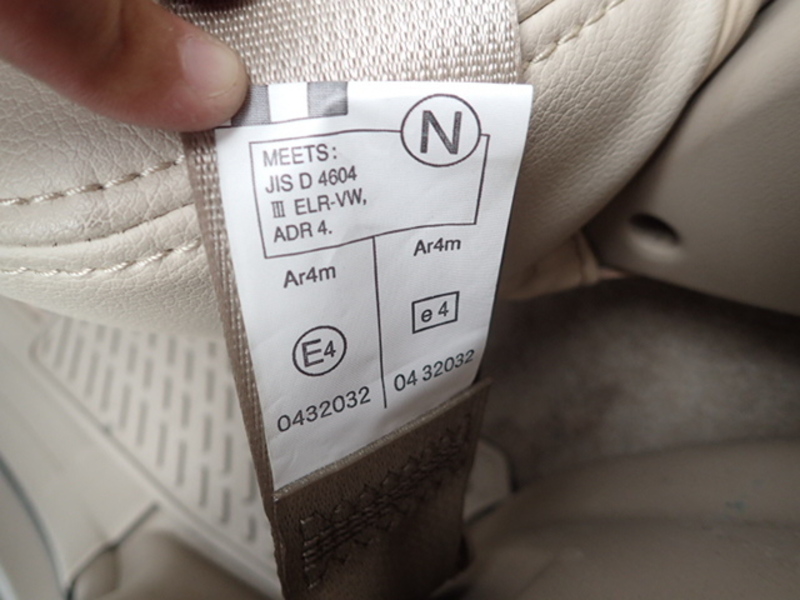 N
MEETS:
JIS D 4604
Ⅲ ELR-VW,
ADR 4.
Ar4m
E4
0432032
Ar4m
e 4
04 32032